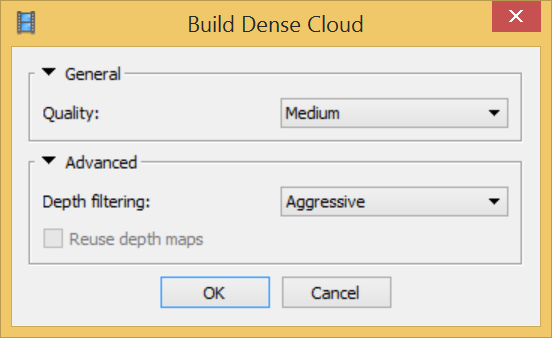 Build Dense Cloud
General
Quality: Medium
Advanced
Depth filtering: Aggressive
Reuse depth maps
OK Cancel